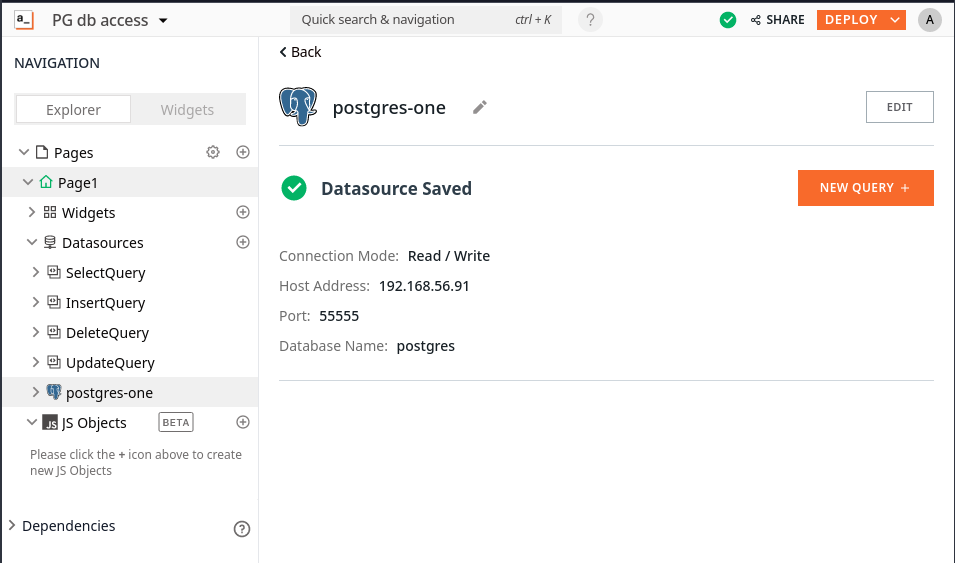 a_ PG db access
Quick search & navigation ctrl + K
?
SHARE
DEPLOY
A
NAVIGATION
Explorer Widgets
Pages
Page1
Widgets
Datasources
SelectQuery
InsertQuery
DeleteQuery
UpdateQuery
postgres-one
JS JS Objects BETA
Please click the + icon above to create
new JS Objects
Dependencies ?
Back
postgres-one EDIT
Datasource Saved NEW QUERY +
Connection Mode: Read / Write
Host Address: 192.168.56.91
Port: 55555
Database Name: postgres